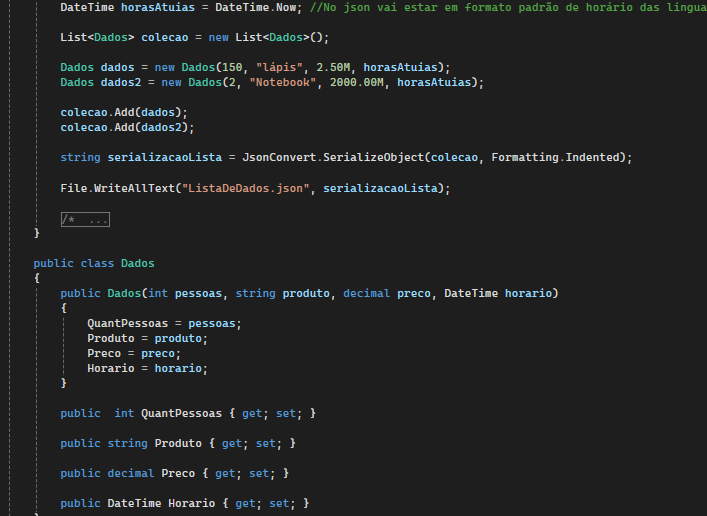 DateTime horasAtuias = DateTime.Now; //No json vai estar em formato padrão de horário das lingua
List<Dados> colecao = new List<Dados>();
Dados dados = new Dados(150, "lápis", 2.50M, horasAtuias);
Dados dados2 = new Dados(2, "Notebook", 2000.00M, horasAtuias);
colecao.Add(dados);
colecao.Add(dados2);
string serializacaoLista = JsonConvert.SerializeObject(colecao, Formatting.Indented);
File.WriteAllText("ListaDeDados.json", serializacaoLista);
/* ...
}
public class Dados
{
public Dados(int pessoas, string produto, decimal preco, DateTime horario)
{
QuantPessoas = pessoas;
Produto = produto;
Preco = preco;
Horario = horario;
}
public  int QuantPessoas { get; set; }
public string Produto { get; set; }
public decimal Preco { get; set; }
public DateTime Horario { get; set; }